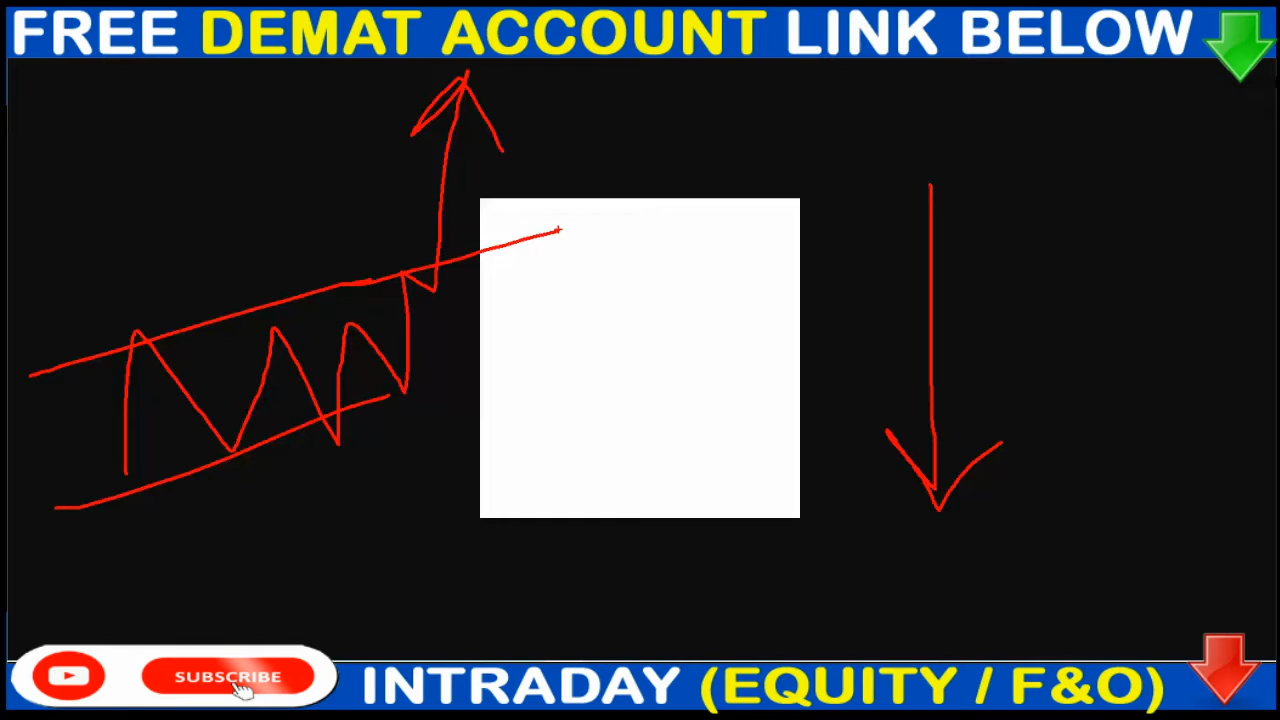 FREE DEMAT ACCOUNT LINK BELOW
SUBSCRIBE
INTRADAY (EQUITY / F&O)